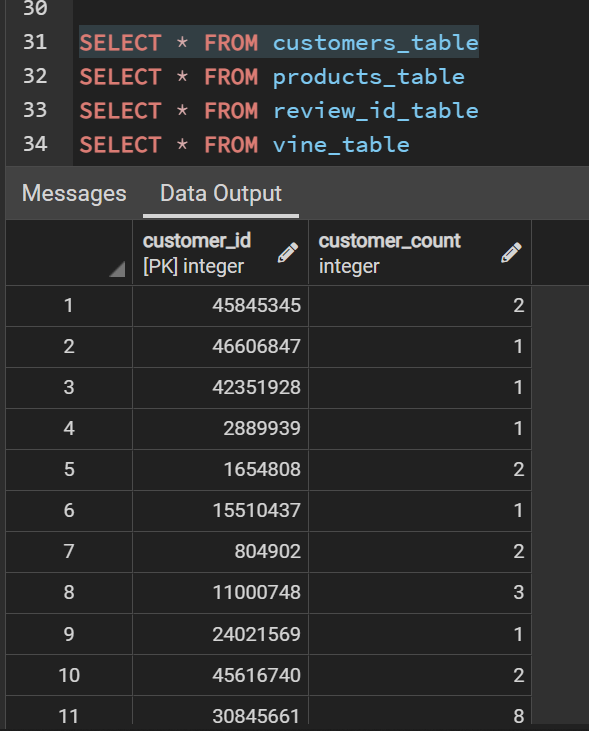 30
31 SELECT * FROM customers_table
32 SELECT * FROM products_table
33 SELECT * FROM review_id_table
34 SELECT * FROM vine_table
Messages Data Output
customer_id customer_count
[PK] integer integer
1 45845345 2
2 46606847 1
3 42351928 1
4 2889939 1
5 1654808 2
6 15510437 1
7 804902 2
8 11000748 3
9 24021569 1
10 45616740 2
11 30845661 8